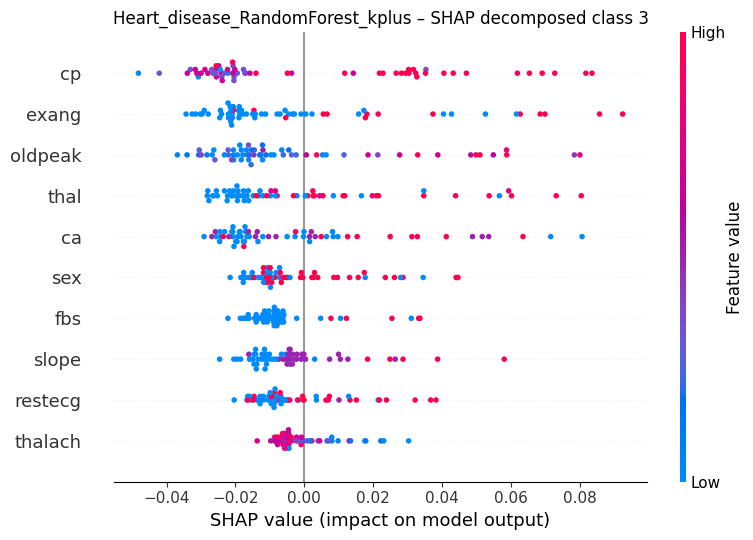 Heart_disease_RandomForest_kplus – SHAP decomposed class 3
High
cp
exang
oldpeak
thal
ca
sex
fbs
slope
restecg
thalach
Feature value
Low
−0.04 −0.02 0.00 0.02 0.04 0.06 0.08
SHAP value (impact on model output)